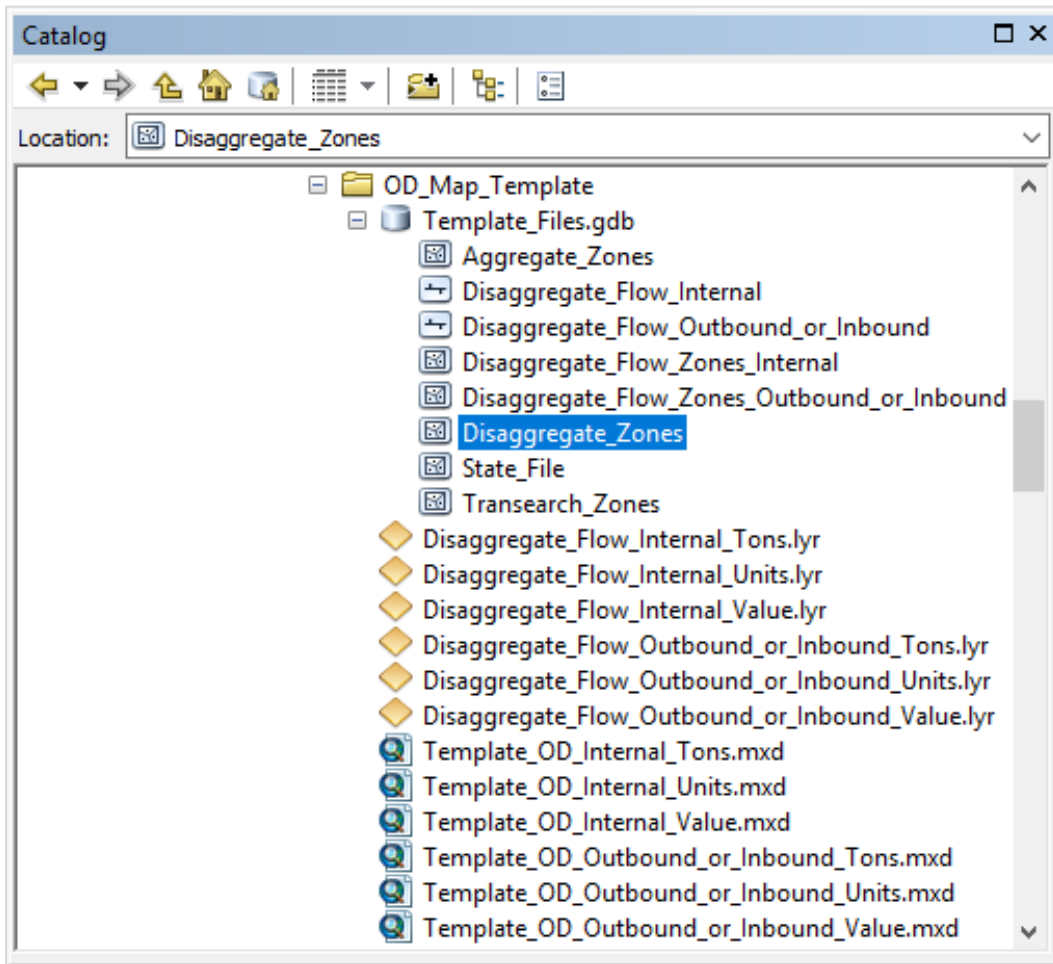 Catalog
Location: Disaggregate_Zones
OD_Map_Template
Template_Files.gdb
Aggregate_Zones
Disaggregate_Flow_Internal
Disaggregate_Flow_Outbound_or_Inbound
Disaggregate_Flow_Zones_Internal
Disaggregate_Flow_Zones_Outbound_or_Inbound
Disaggregate_Zones
State_File
Transearch_Zones
Disaggregate_Flow_Internal_Tons.lyr
Disaggregate_Flow_Internal_Units.lyr
Disaggregate_Flow_Internal_Value.lyr
Disaggregate_Flow_Outbound_or_Inbound_Tons.lyr
Disaggregate_Flow_Outbound_or_Inbound_Units.lyr
Disaggregate_Flow_Outbound_or_Inbound_Value.lyr
Template_OD_Internal_Tons.mxd
Template_OD_Internal_Units.mxd
Template_OD_Internal_Value.mxd
Template_OD_Outbound_or_Inbound_Tons.mxd
Template_OD_Outbound_or_Inbound_Units.mxd
Template_OD_Outbound_or_Inbound_Value.mxd